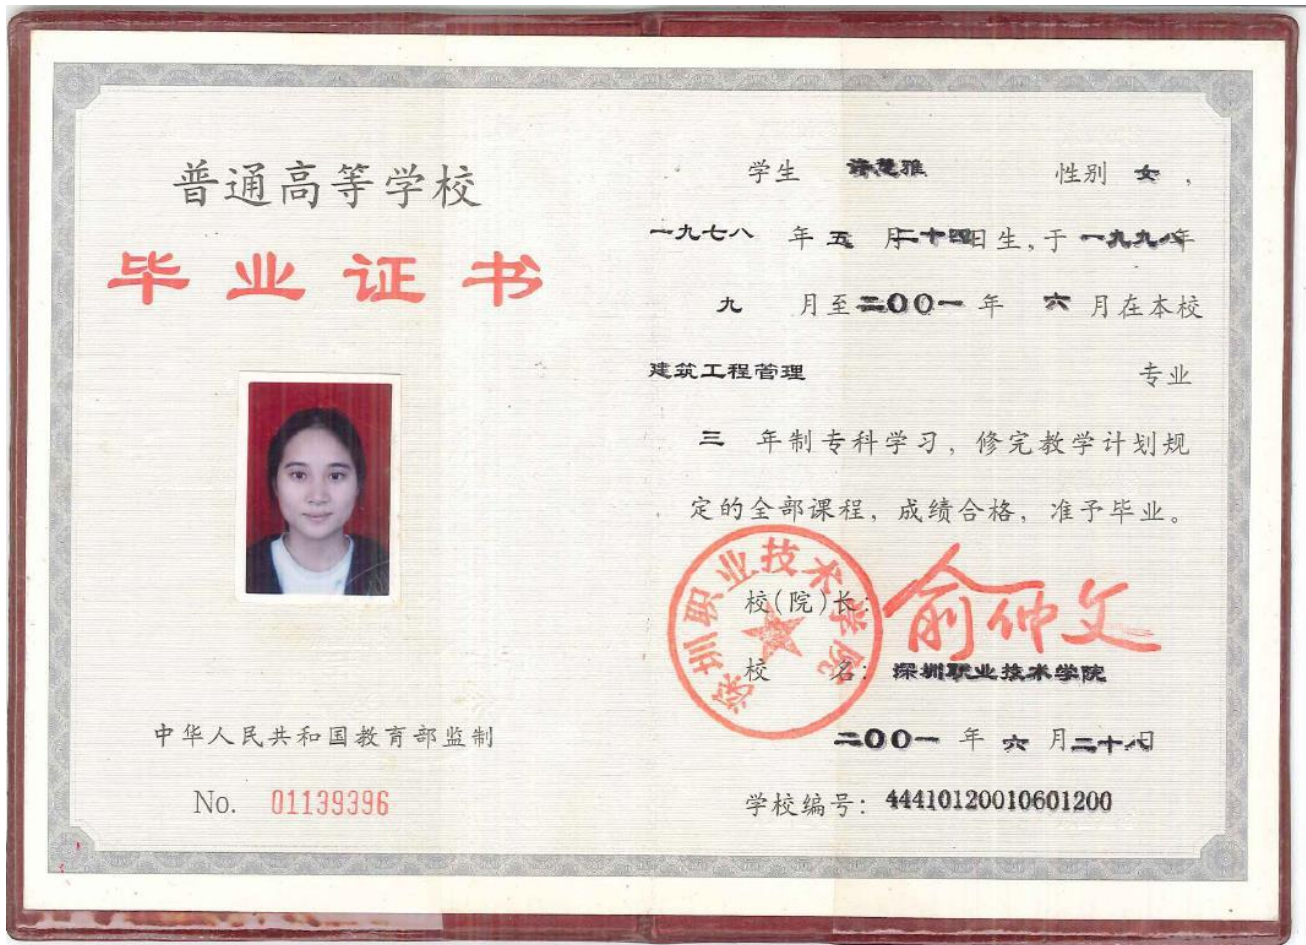 普通高等学校
毕业证书
中华人民共和国教育部监制
No. 01139396
学生 性别 女，
一九七八 年 五 月二十四日生，于 一九九八年
九 月至 二00一 年 六 月在本校
建筑工程管理 专业
三 年制专科学习，修完教学计划规
定的全部课程，成绩合格，准予毕业。
校(院)长： 俞仲文
校 名： 深圳职业技术学院
二00一 年 六 月二十八日
学校编号： 44410120010601200
深圳职业技术学院